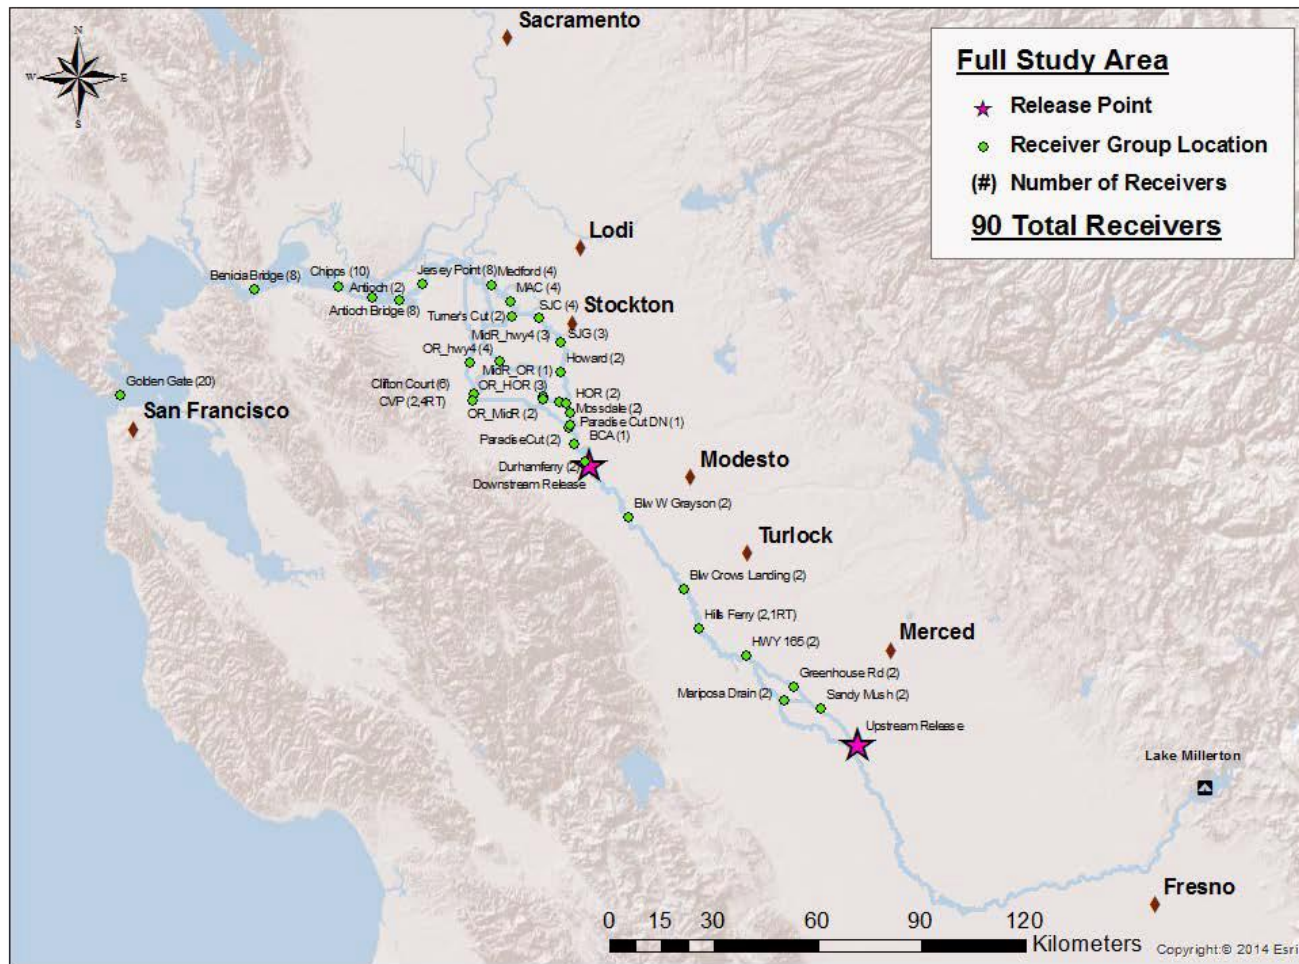 Sacramento
N
W
E
S
Full Study Area
Release Point
Receiver Group Location
(#) Number of Receivers
90 Total Receivers
Lodi
Benicia Bridge (8)
Chipps (10)
Antioch (2)
Antioch Bridge (8)
Jersey Point (8)
Medford (4)
MAC (4)
Turner's Cut (2)
SJC (4)
Stockton
MidR_hwy4 (3)
SJG (3)
OR_hwy4 (4)
Howard (2)
MidR_OR (1)
Golden Gate (20)
San Francisco
Clifton Court (6)
OR_HOR (3)
HOR (2)
CVP (2,4RT)
OR_MidR (2)
Mossdale (2)
Paradise Cut DN (1)
ParadiseCut (2)
BCA (1)
Durhamferry (2)
Downstream Release
Modesto
Blw W Grayson (2)
Turlock
Blw Crows Landing (2)
Hills Ferry (2,1RT)
HWY 165 (2)
Merced
Greenhouse Rd (2)
Mariposa Drain (2)
Sandy Mush (2)
Upstream Release
Lake Millerton
Fresno
0 15 30 60 90 120
Kilometers
Copyright:© 2014 Esri